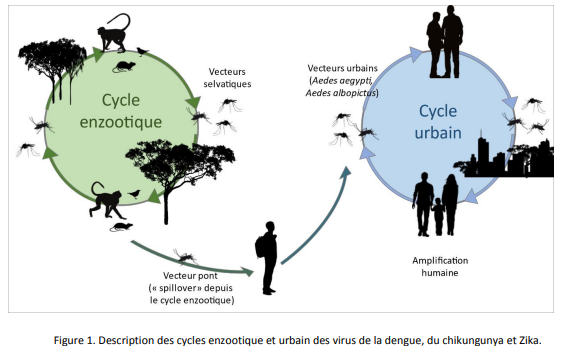 Cycle
enzootique
Vecteurs
selvatiques
Vecteurs urbains
(Aedes aegypti,
Aedes albopictus)
Cycle
urbain
Vecteur pont
(« spillover» depuis
le cycle enzootique)
Amplification
humaine
Figure 1. Description des cycles enzootique et urbain des virus de la dengue, du chikungunya et Zika.